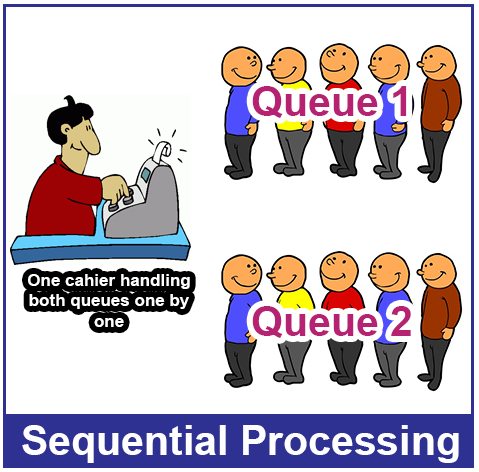 Queue 1
One cahier handling
both queues one by
one
Queue 2
Sequential Processing